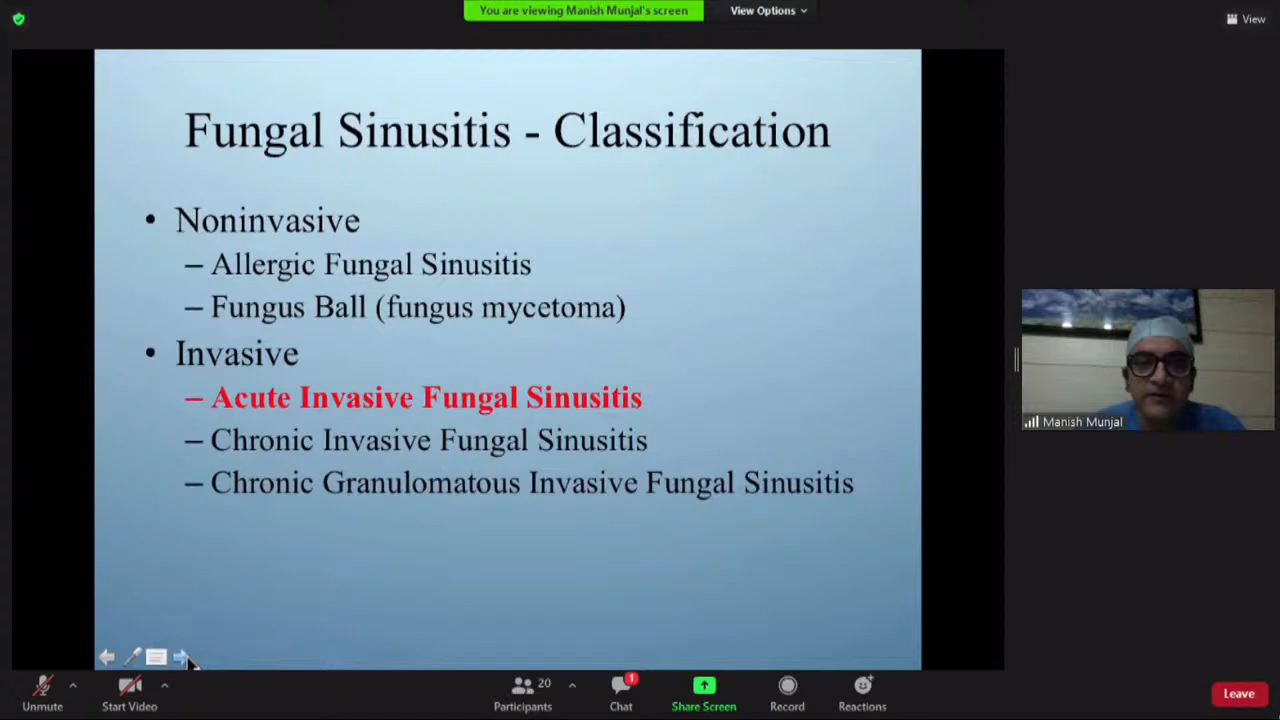 You are viewing Manish Munjal's screen
View Options
View
Fungal Sinusitis - Classification
• Noninvasive
– Allergic Fungal Sinusitis
– Fungus Ball (fungus mycetoma)
• Invasive
– Acute Invasive Fungal Sinusitis
– Chronic Invasive Fungal Sinusitis
– Chronic Granulomatous Invasive Fungal Sinusitis
Manish Munjal
Unmute
Start Video
20
Participants
1
Chat
Share Screen
Record
Reactions
Leave